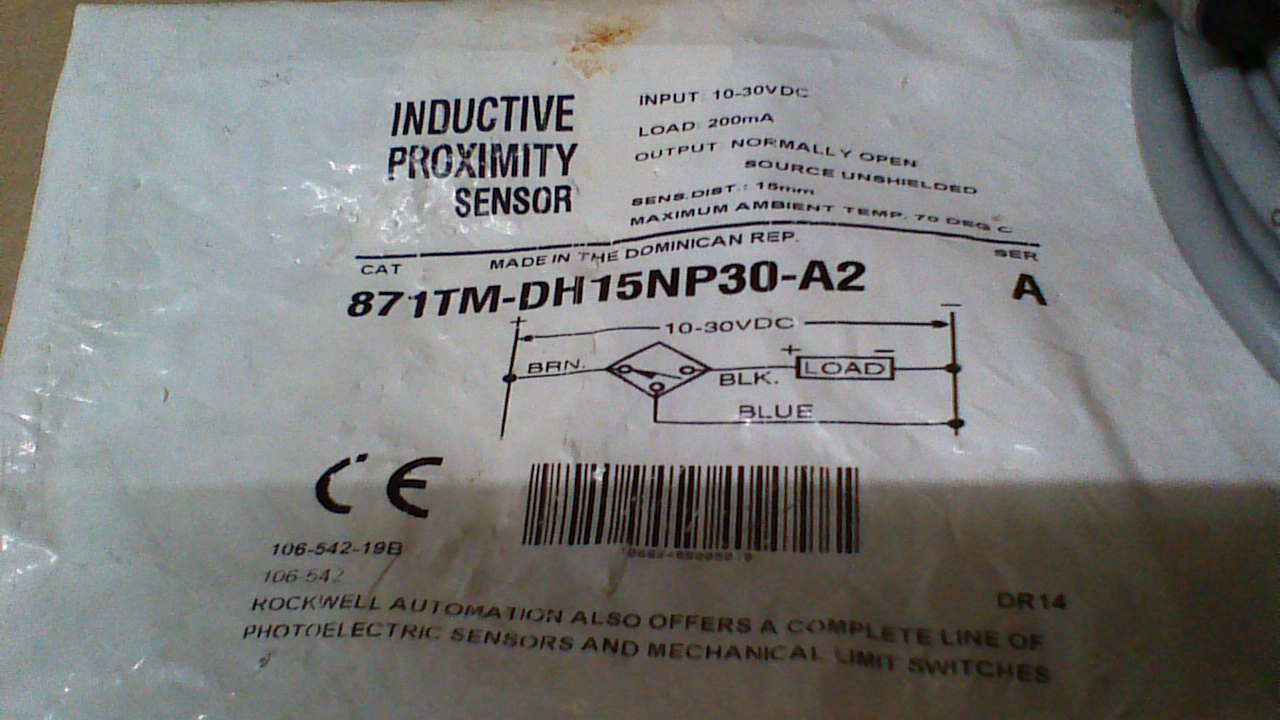 INDUCTIVE
PROXIMITY
SENSOR
INPUT: 10-30VDC
LOAD: 200mA
OUTPUT NORMALLY OPEN
SOURCE UNSHIELDED
SENS.DIST.: 15mm
MAXIMUM AMBIENT TEMP. 70 DEG C
CAT
MADE IN THE DOMINICAN REP.
SER
871TM-DH15NP30-A2
A
+
10-30VDC
−
BRN.
BLK.
+
LOAD
−
BLUE
CE
106-542-19B
106-542
DR14
ROCKWELL AUTOMATION ALSO OFFERS A COMPLETE LINE OF
PHOTOELECTRIC SENSORS AND MECHANICAL LIMIT SWITCHES